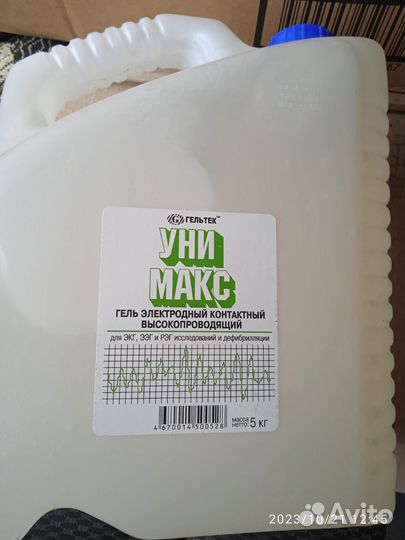 ГЕЛЬТЕК™
УНИ
МАКС
ГЕЛЬ ЭЛЕКТРОДНЫЙ КОНТАКТНЫЙ
ВЫСОКОПРОВОДЯЩИЙ
для ЭКГ, ЭЭГ и РЭГ исследований и дефибрилляции
4 670014 500528
масса
нетто: 5 КГ
2023/10/21 12:45
Avito